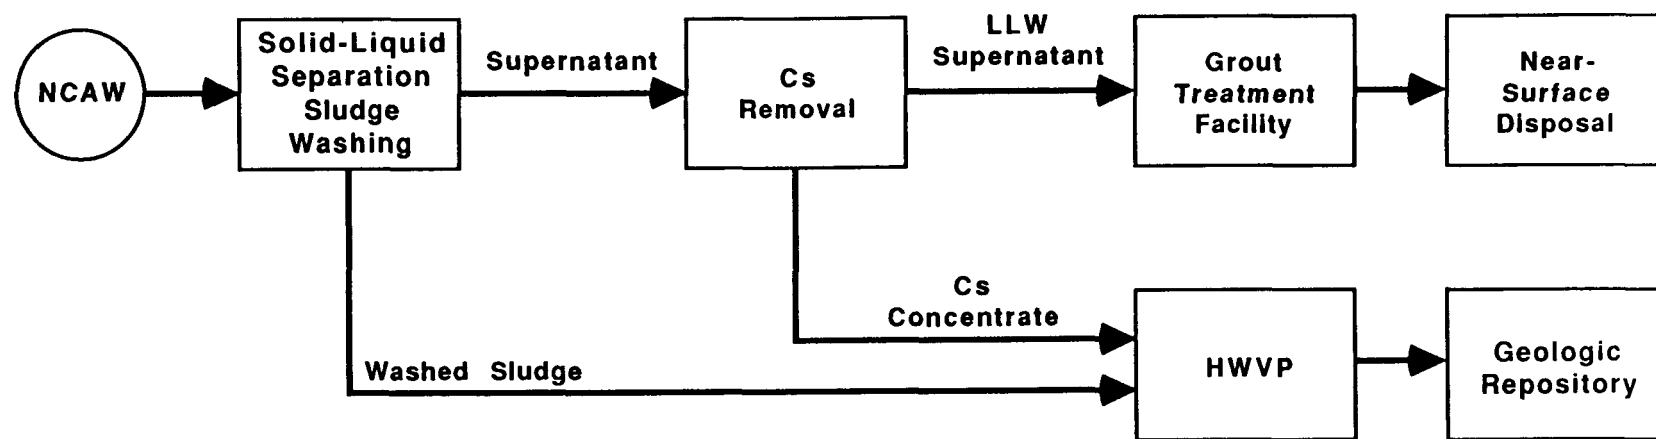 NCAW
Solid-Liquid
Separation
Sludge
Washing
Supernatant
Cs
Removal
LLW
Supernatant
Grout
Treatment
Facility
Near-
Surface
Disposal
Cs
Concentrate
Washed Sludge
HWVP
Geologic
Repository